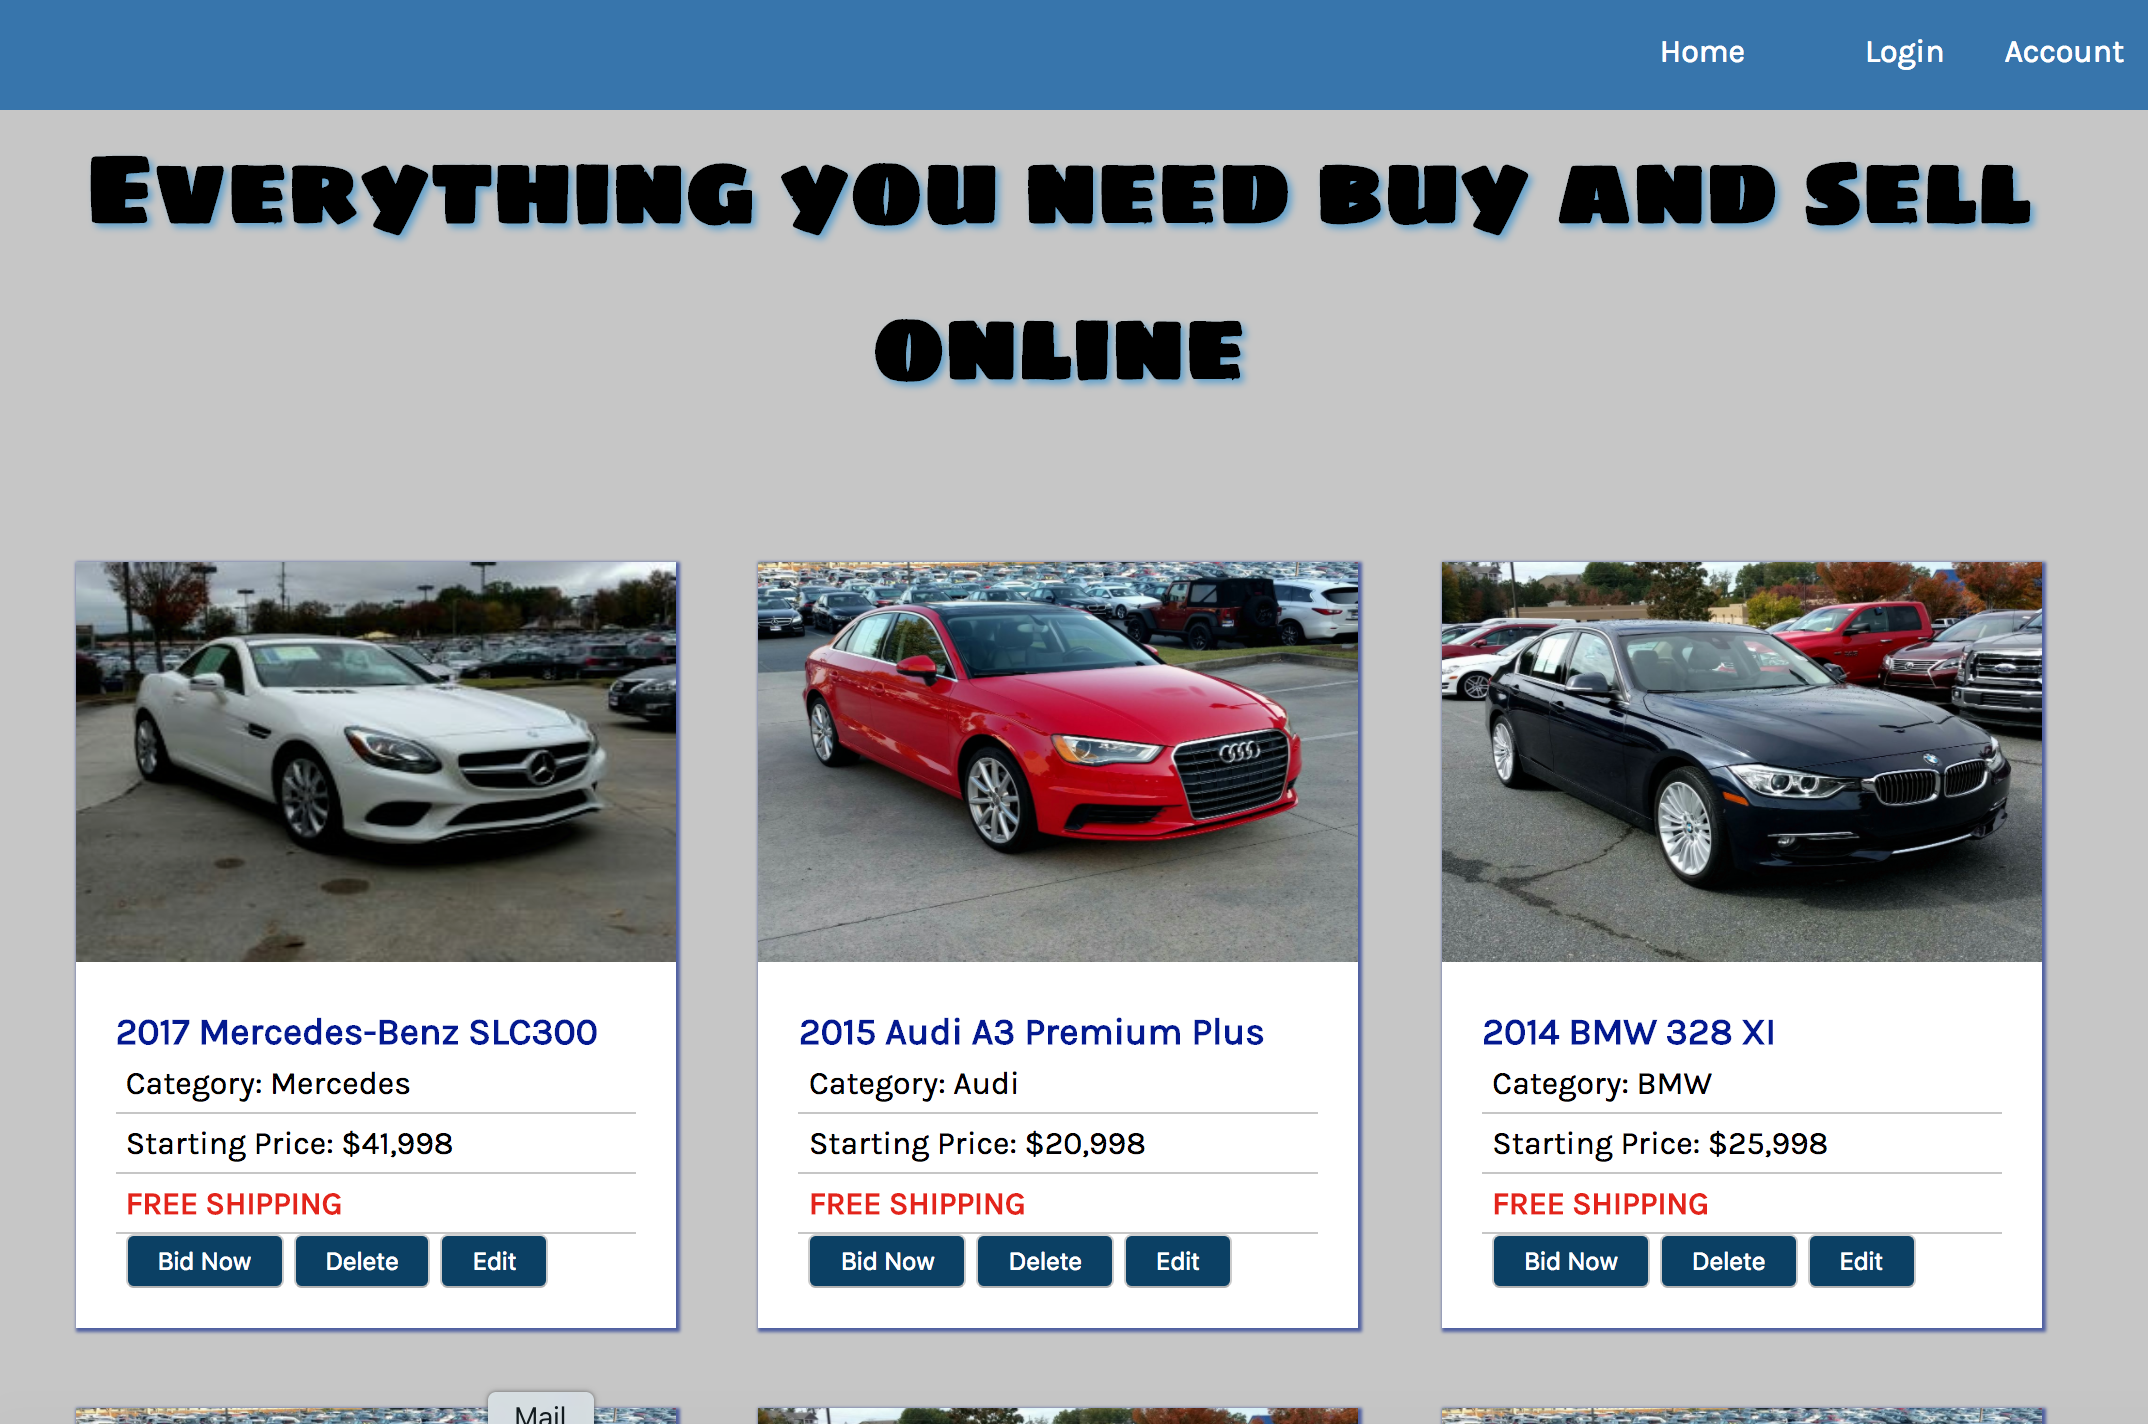 Home Login Account
Everything you need buy and sell
online
2017 Mercedes-Benz SLC300
Category: Mercedes
Starting Price: $41,998
FREE SHIPPING
Bid Now Delete Edit
2015 Audi A3 Premium Plus
Category: Audi
Starting Price: $20,998
FREE SHIPPING
Bid Now Delete Edit
2014 BMW 328 XI
Category: BMW
Starting Price: $25,998
FREE SHIPPING
Bid Now Delete Edit
Mail